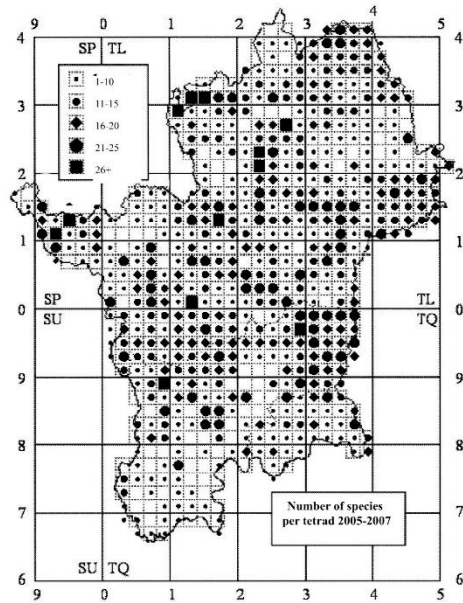 9 0 1 2 3 4 5
4 SP TL 4
1-10
11-15
3 16-20 3
21-25
26+
2 2
1 1
SP TL
0 0
SU TQ
9 9
8 8
Number of species
per tetrad 2005-2007
7 7
SU TQ
6 6
9 0 1 2 3 4 5